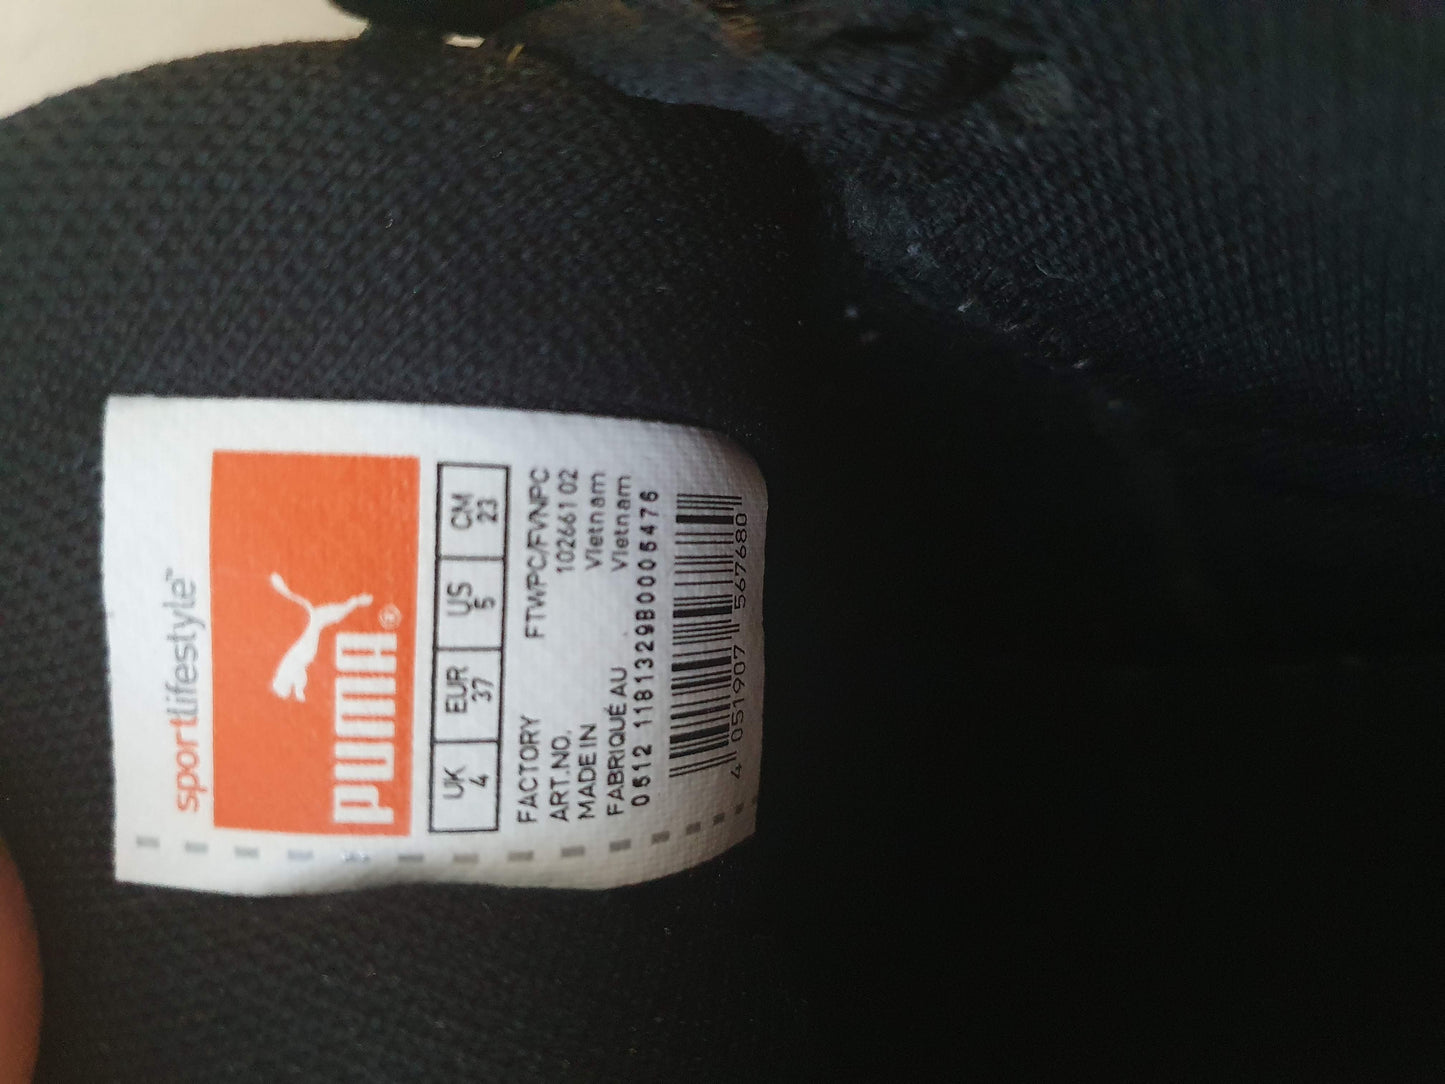 sportlifestyle™
PUMA®
UK EUR US CM
4 37 5 23
FACTORY FTWPC/FVNPC
ART.NO. 102661 02
MADE IN Vietnam
FABRIQUÉ AU Vietnam
0512 1181329B0005476
4 051907 567680